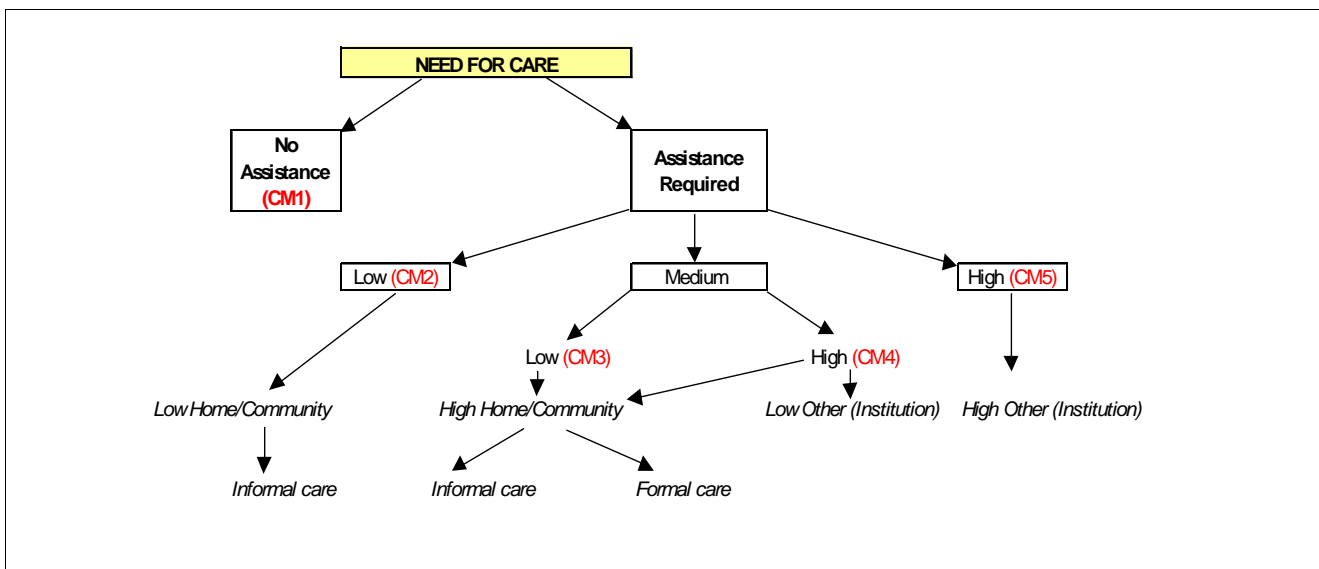 NEED FOR CARE
No
Assistance
(CM1)
Assistance
Required
Low (CM2)
Medium
High (CM5)
Low (CM3)
High (CM4)
Low Home/Community
High Home/Community
Low Other (Institution)
High Other (Institution)
Informal care
Informal care
Formal care